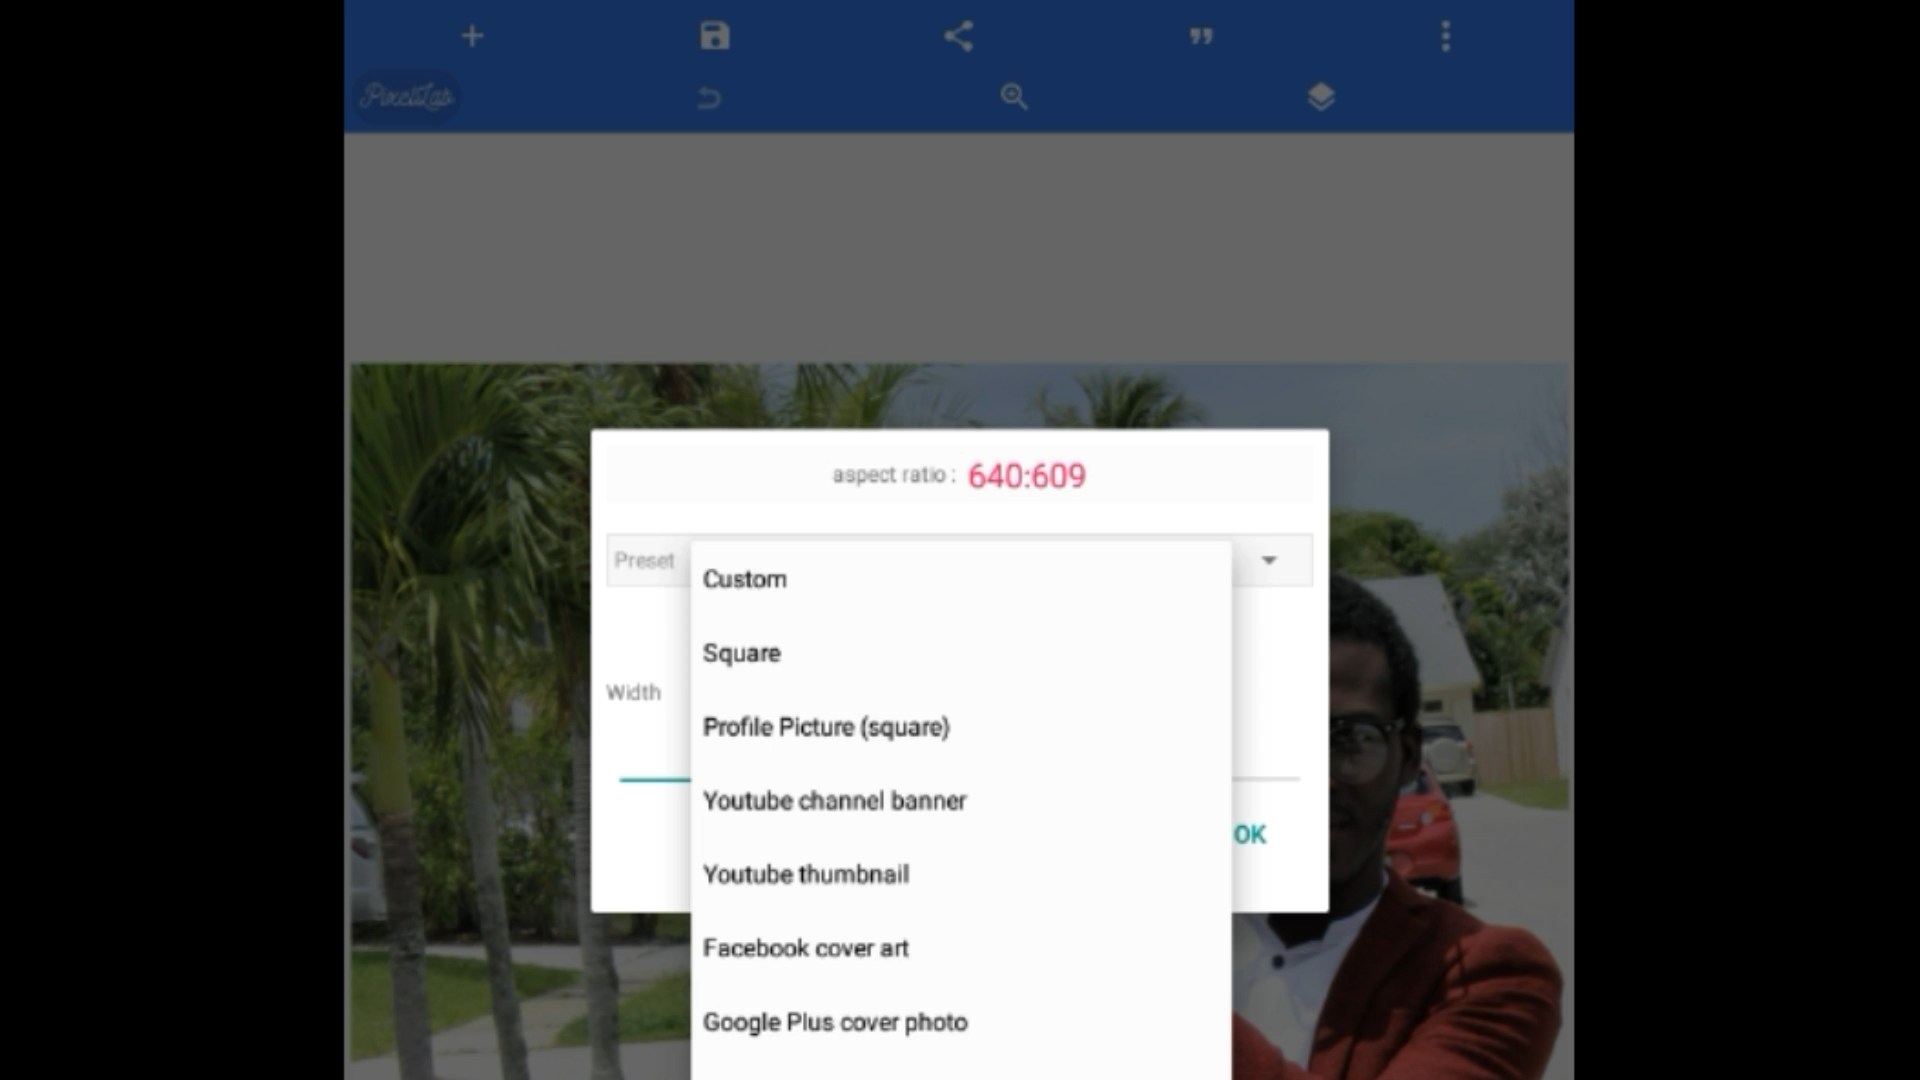 PixelLab
aspect ratio : 640:609
Preset
Custom
Square
Width
Profile Picture (square)
Youtube channel banner
OK
Youtube thumbnail
Facebook cover art
Google Plus cover photo